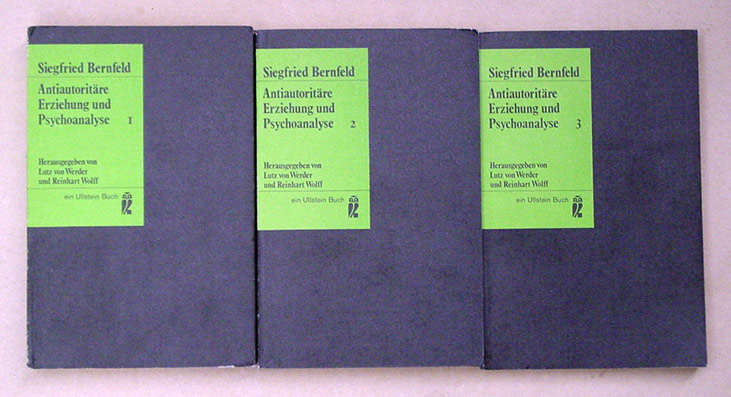 Siegfried Bernfeld
Antiautoritäre
Erziehung und
Psychoanalyse 1
Herausgegeben von
Lutz von Werder
und Reinhart Wolff
ein Ullstein Buch
Siegfried Bernfeld
Antiautoritäre
Erziehung und
Psychoanalyse 2
Herausgegeben von
Lutz von Werder
und Reinhart Wolff
ein Ullstein Buch
Siegfried Bernfeld
Antiautoritäre
Erziehung und
Psychoanalyse 3
Herausgegeben von
Lutz von Werder
und Reinhart Wolff
ein Ullstein Buch